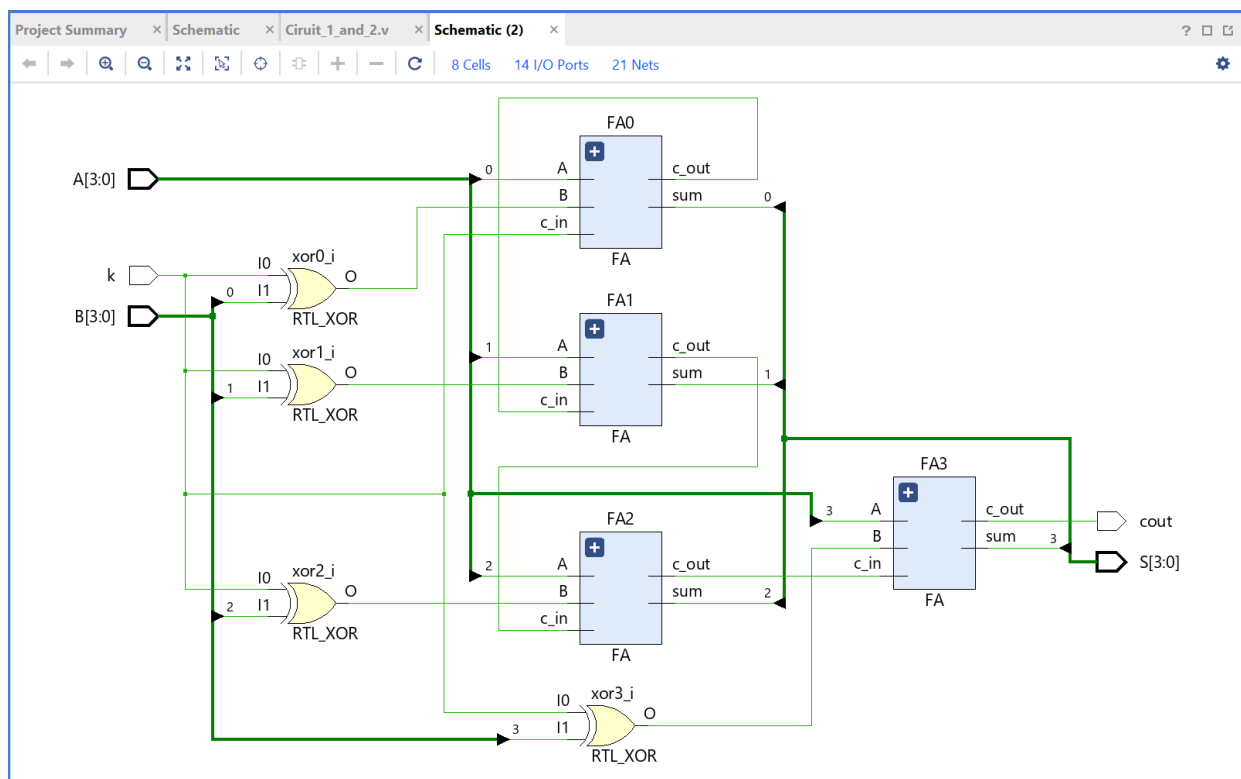 Project Summary × Schematic × Ciruit_1_and_2.v × Schematic (2) ×
?
8 Cells 14 I/O Ports 21 Nets
FA0
A[3:0]
0
A
c_out
B
sum
0
c_in
FA
k
I0
xor0_i
O
0
I1
RTL_XOR
B[3:0]
FA1
1
A
c_out
B
sum
1
c_in
FA
I0
xor1_i
O
1
I1
RTL_XOR
FA3
3
A
c_out
cout
B
sum
3
S[3:0]
c_in
FA
FA2
2
A
c_out
B
sum
2
c_in
FA
I0
xor2_i
O
2
I1
RTL_XOR
I0
xor3_i
O
3
I1
RTL_XOR